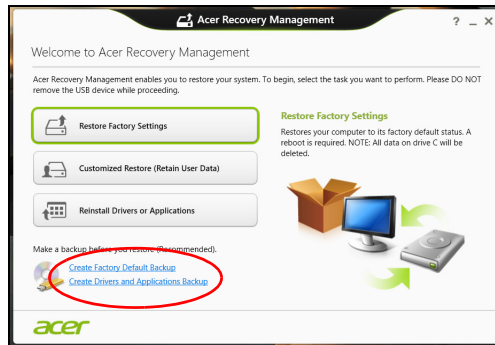 Acer Recovery Management
? _ X
Welcome to Acer Recovery Management
Acer Recovery Management enables you to restore your system. To begin, select the task you want to perform. Please DO NOT
remove the USB device while proceeding.
Restore Factory Settings
Customized Restore (Retain User Data)
Reinstall Drivers or Applications
Restore Factory Settings
Restores your computer to its factory default status. A
reboot is required. NOTE: All data on drive C will be
deleted.
Make a backup before you restore (Recommended).
Create Factory Default Backup
Create Drivers and Applications Backup
acer